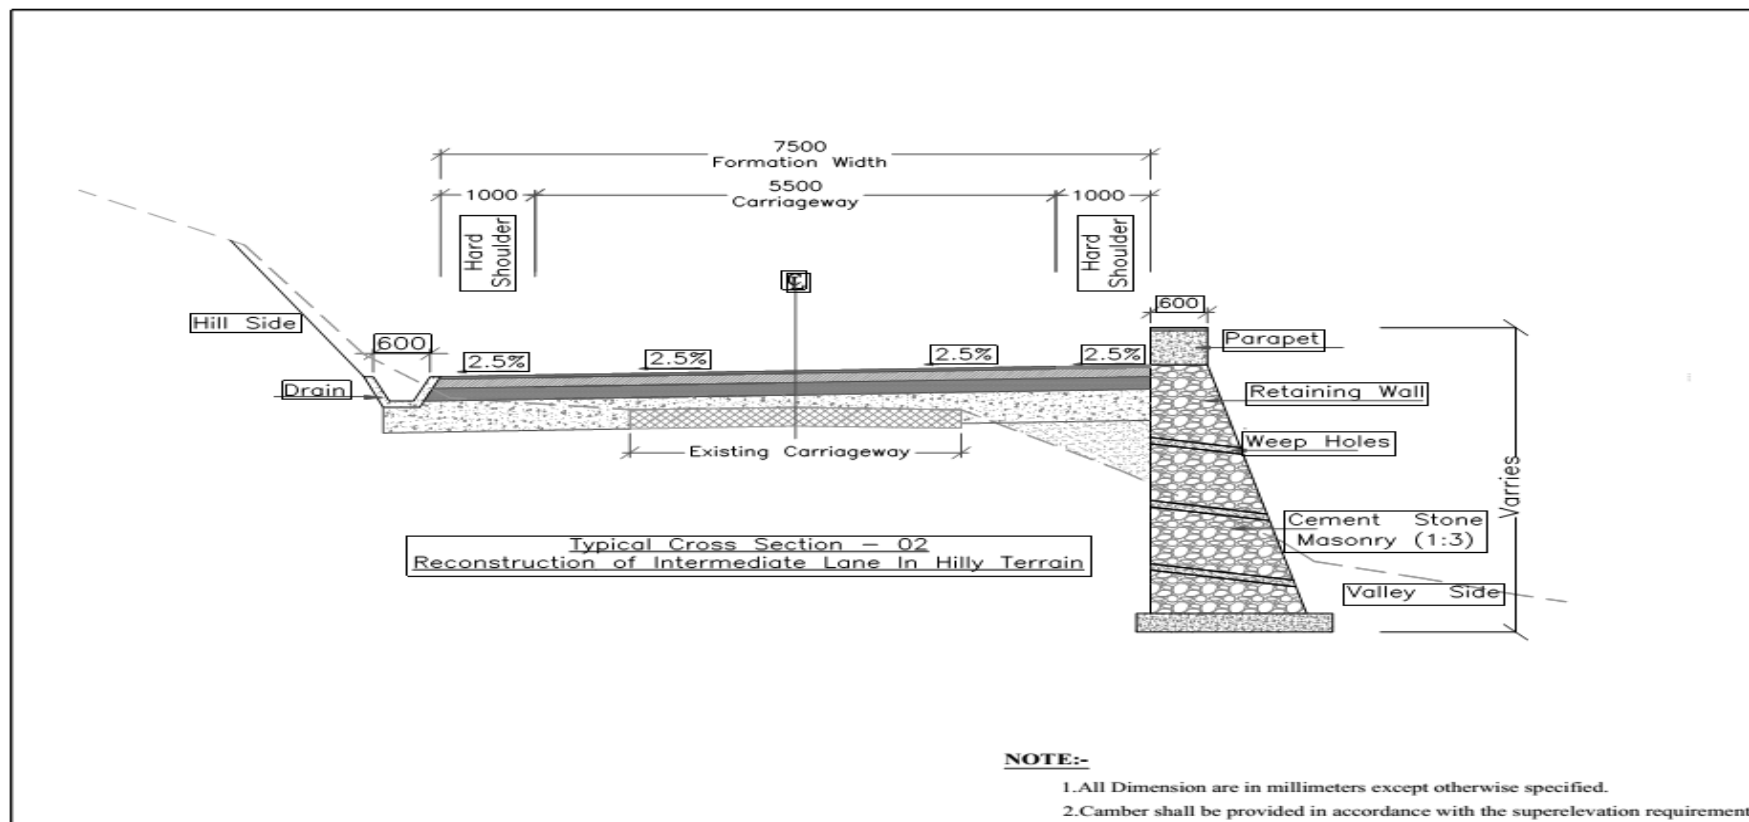 7500
Formation Width
1000
5500
Carriageway
1000
Hard
Shoulder
Hard
Shoulder
℄
600
Hill Side
600
Parapet
2.5%
2.5%
2.5%
2.5%
Drain
Retaining Wall
Weep Holes
Existing Carriageway
Varries
Cement Stone
Masonry (1:3)
Typical Cross Section - 02
Reconstruction of Intermediate Lane In Hilly Terrain
Valley Side
NOTE:-
1.All Dimension are in millimeters except otherwise specified.
2.Camber shall be provided in accordance with the superelevation requirement